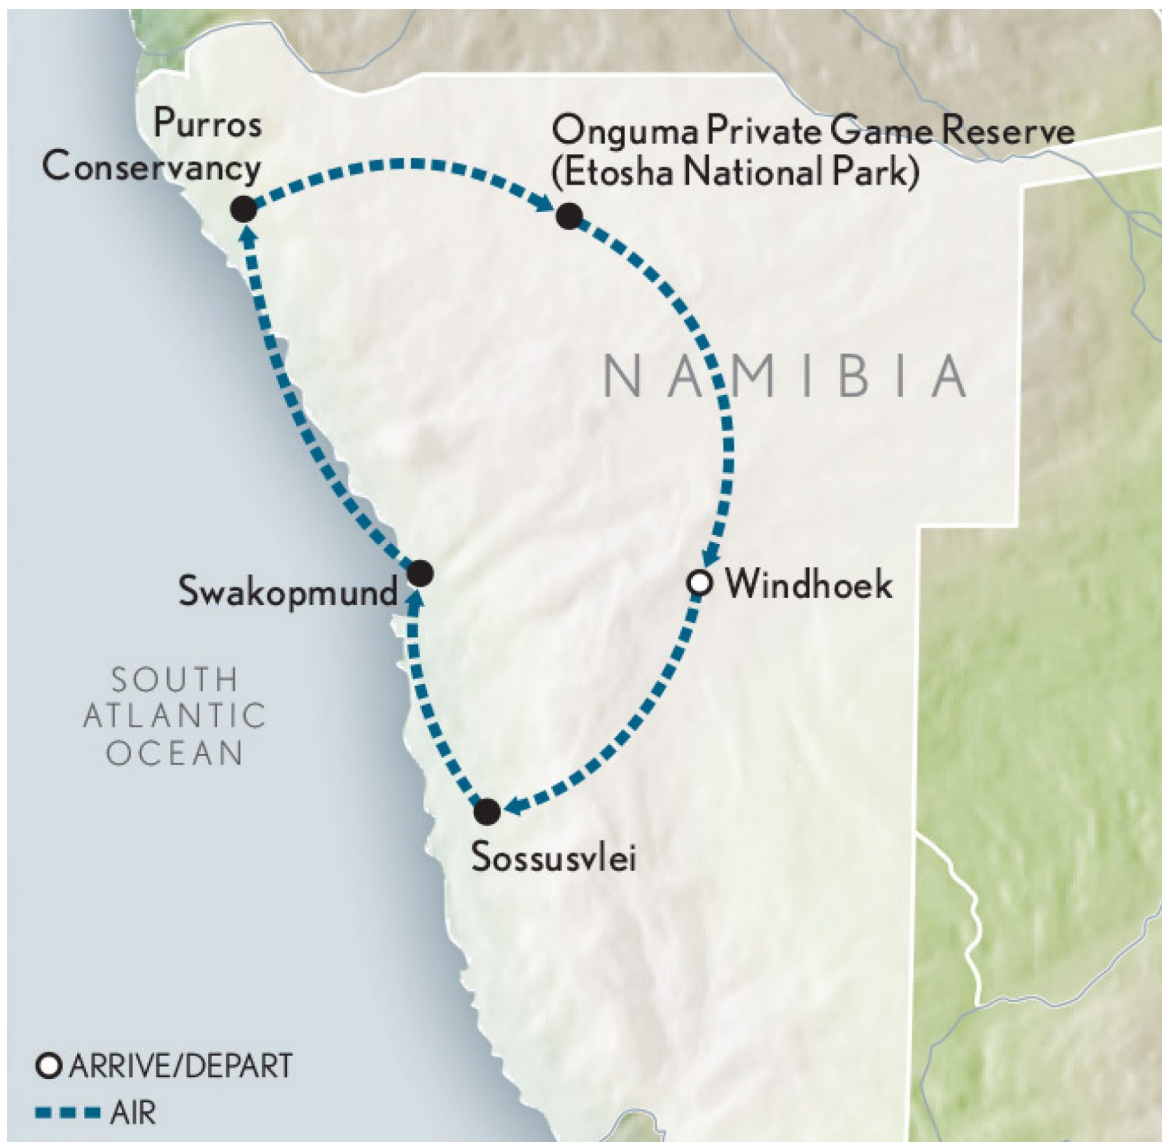 Purros
Conservancy
Onguma Private Game Reserve
(Etosha National Park)
NAMIBIA
Swakopmund
Windhoek
SOUTH
ATLANTIC
OCEAN
Sossusvlei
ARRIVE/DEPART
AIR